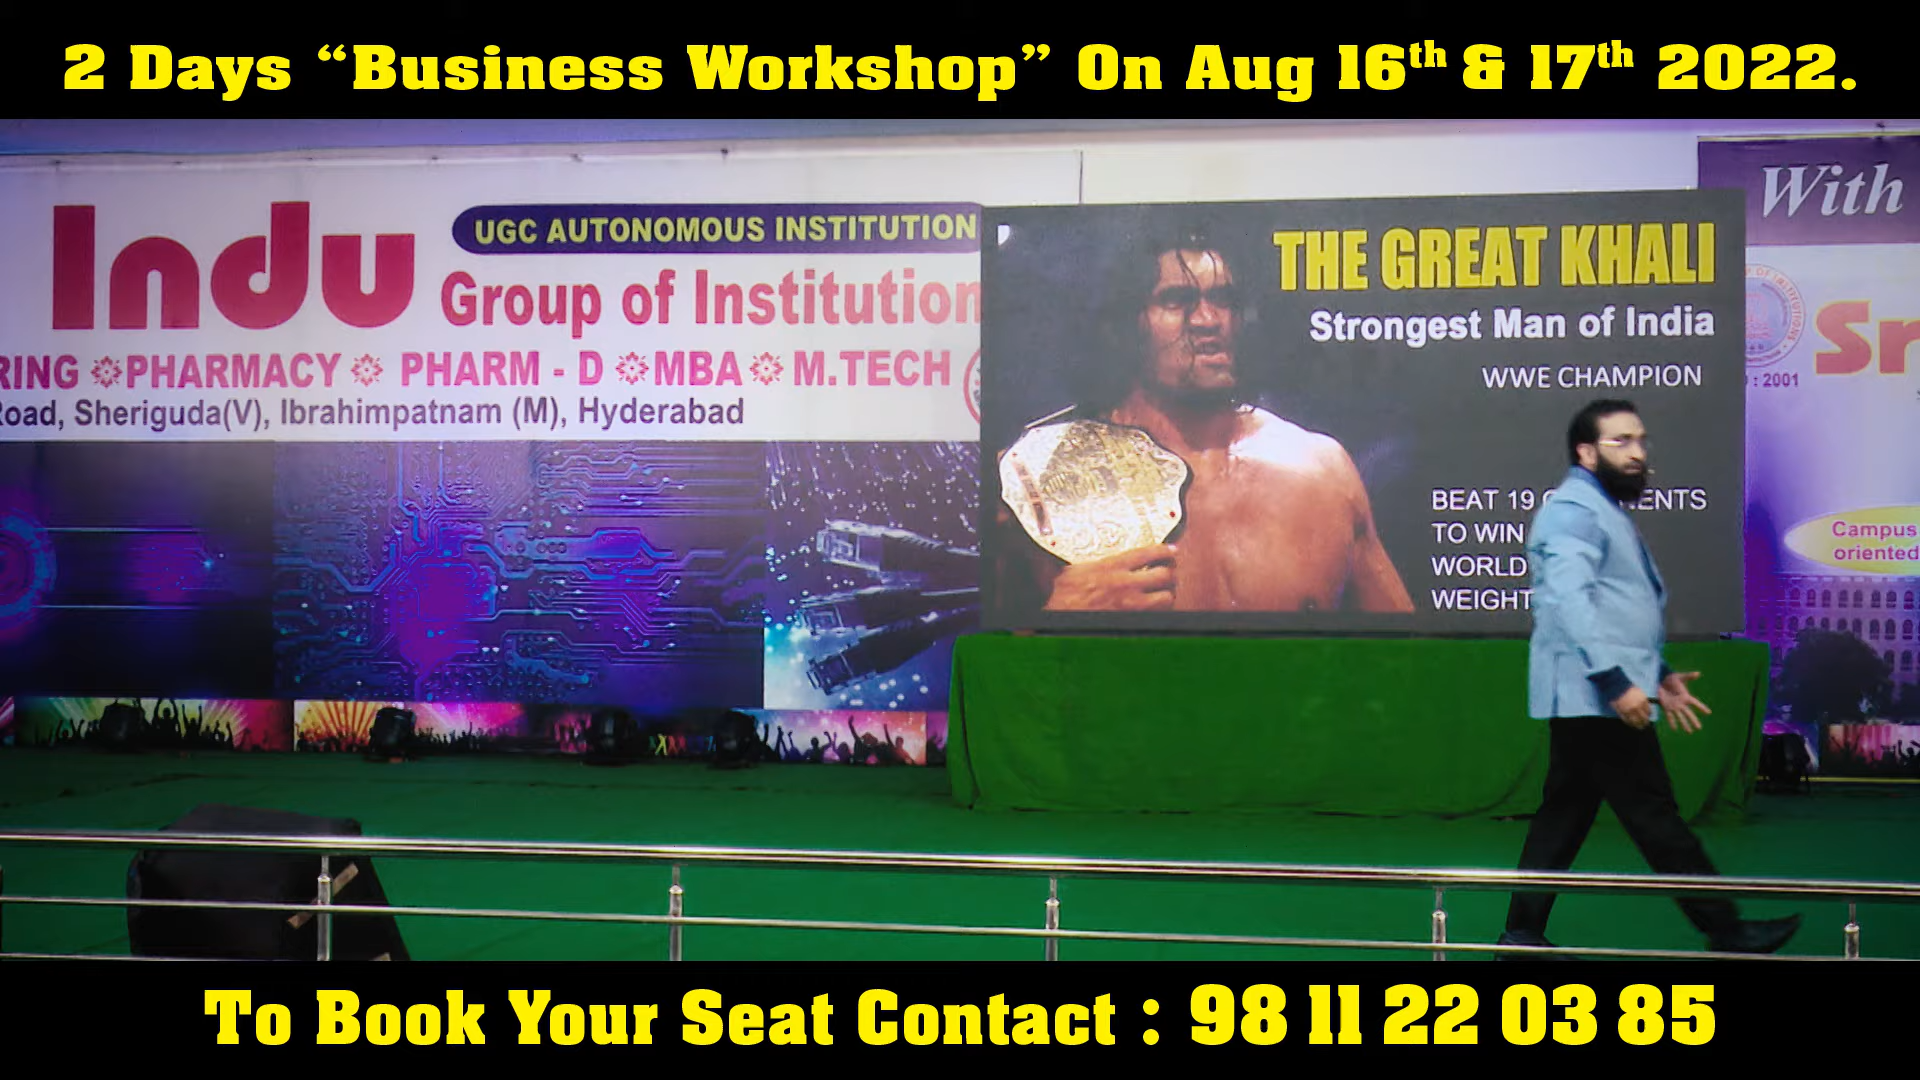 2 Days “Business Workshop” On Aug 16th & 17th 2022.
Indu
UGC AUTONOMOUS INSTITUTION
Group of Institution
RING PHARMACY PHARM - D MBA M.TECH
Road, Sheriguda(V), Ibrahimpatnam (M), Hyderabad
THE GREAT KHALI
Strongest Man of India
WWE CHAMPION
BEAT 19
TO WIN
WORLD
WEIGHT
With
Sr
: 2001
Campus
oriented
To Book Your Seat Contact : 98 11 22 03 85